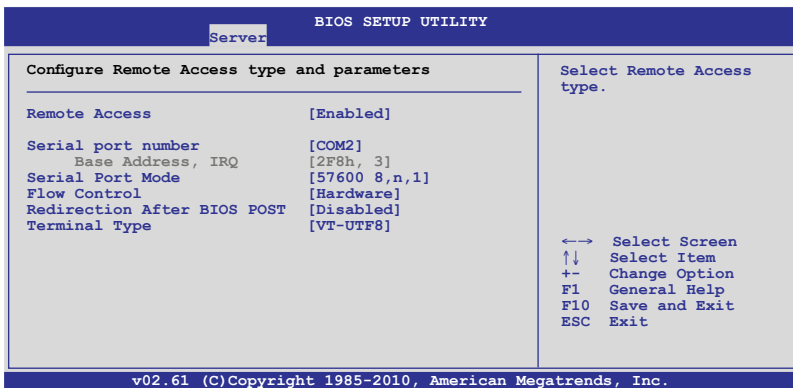 BIOS SETUP UTILITY
Server
Configure Remote Access type and parameters
Remote Access [Enabled]
Serial port number [COM2]
Base Address, IRQ [2F8h, 3]
Serial Port Mode [57600 8,n,1]
Flow Control [Hardware]
Redirection After BIOS POST [Disabled]
Terminal Type [VT-UTF8]
Select Remote Access
type.
←→ Select Screen
↑↓ Select Item
+- Change Option
F1 General Help
F10 Save and Exit
ESC Exit
v02.61 (C)Copyright 1985-2010, American Megatrends, Inc.